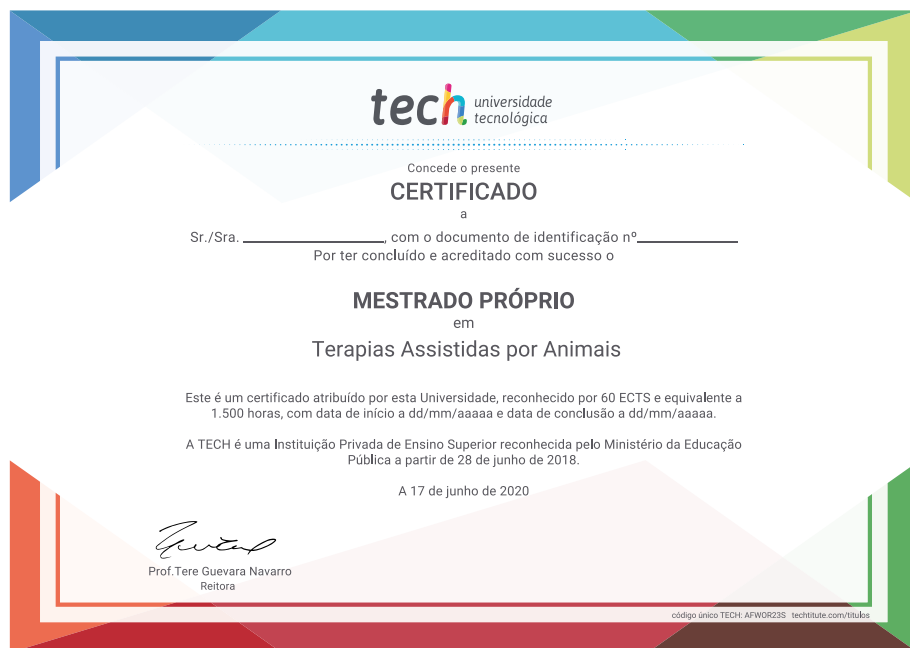 tech universidade
tecnológica
Concede o presente
CERTIFICADO
a
Sr./Sra. ________________, com o documento de identificação nº____________
Por ter concluído e acreditado com sucesso o
MESTRADO PRÓPRIO
em
Terapias Assistidas por Animais
Este é um certificado atribuído por esta Universidade, reconhecido por 60 ECTS e equivalente a
1.500 horas, com data de início a dd/mm/aaaaa e data de conclusão a dd/mm/aaaaa.
A TECH é uma Instituição Privada de Ensino Superior reconhecida pelo Ministério da Educação
Pública a partir de 28 de junho de 2018.
A 17 de junho de 2020
Prof.Tere Guevara Navarro
Reitora
código único TECH: AFWOR23S techtitute.com/titulos